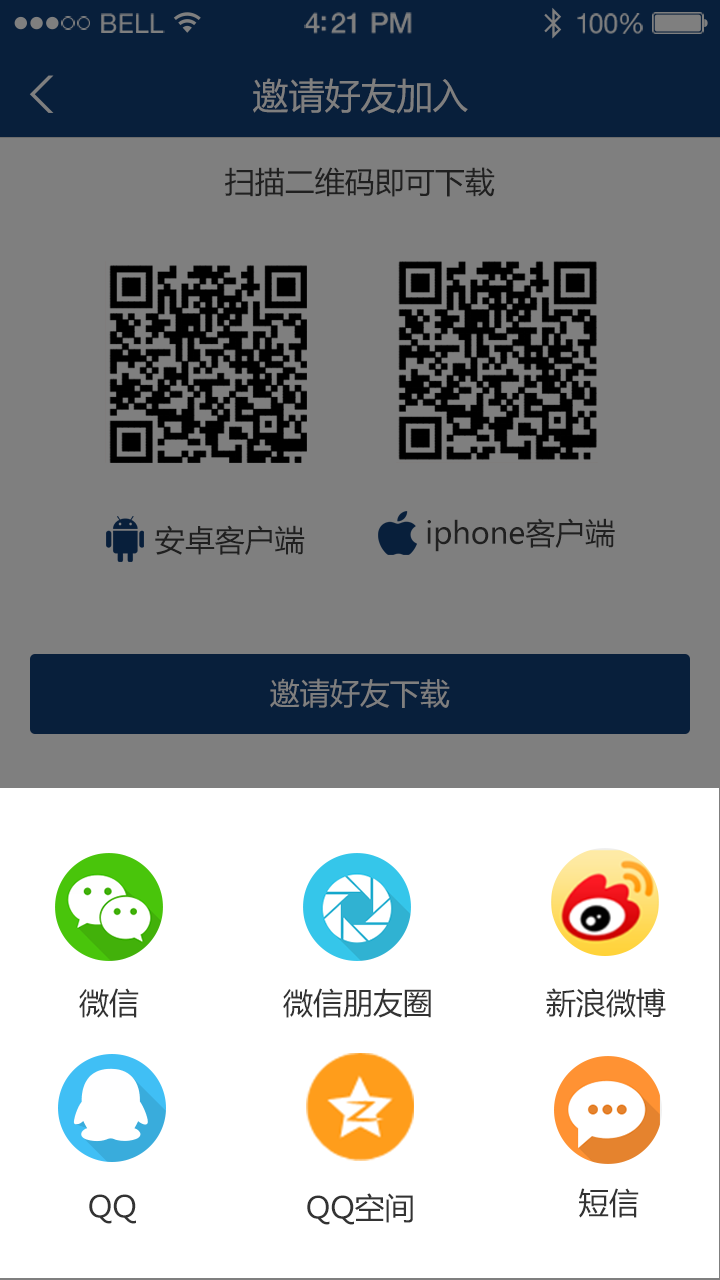 BELL 4:21 PM 100%
邀请好友加入
扫描二维码即可下载
安卓客户端 iphone客户端
邀请好友下载
微信 微信朋友圈 新浪微博
QQ QQ空间 短信